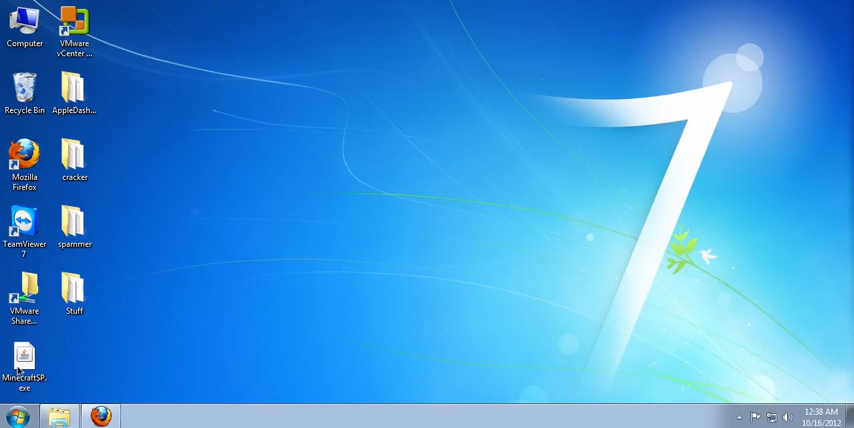 Computer
VMware
vCenter ...
Recycle Bin
AppleDash...
Mozilla
Firefox
cracker
TeamViewer
7
spammer
VMware
Share...
Stuff
MinecraftSP.
exe
7
12:38 AM
10/16/2012